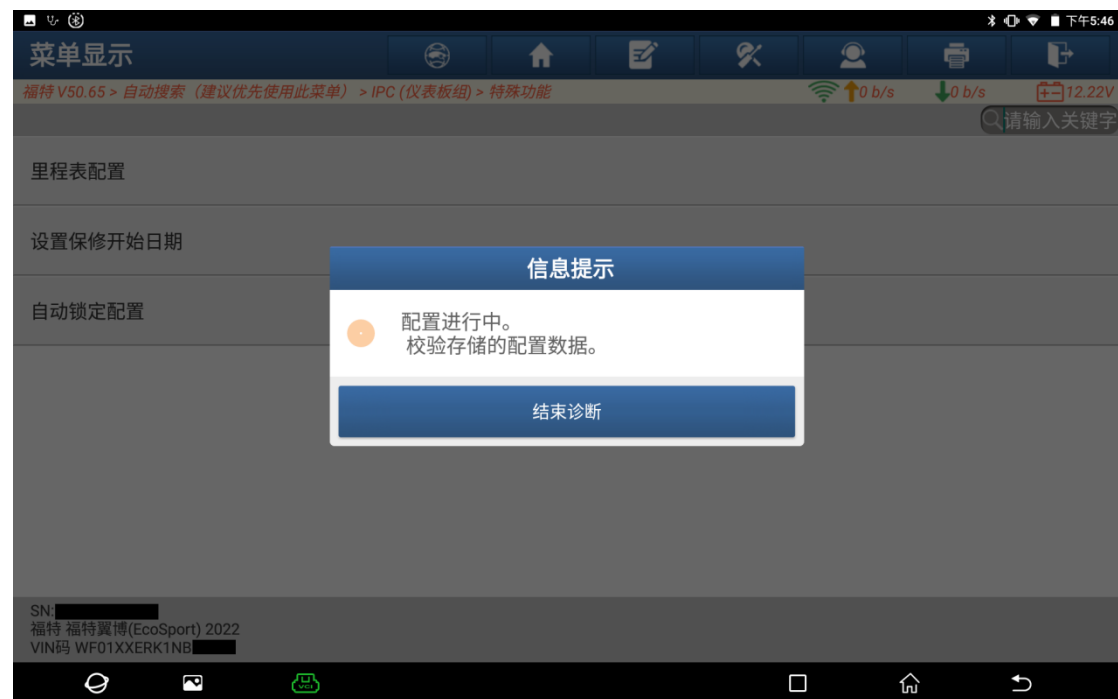 下午5:46
菜单显示
福特 V50.65 > 自动搜索（建议优先使用此菜单） > IPC (仪表板组) > 特殊功能
0 b/s
0 b/s
12.22V
请输入关键字
里程表配置
设置保修开始日期
自动锁定配置
信息提示
配置进行中。
校验存储的配置数据。
结束诊断
SN:
福特 福特翼博(EcoSport) 2022
VIN码 WF01XXERK1NB
VCI